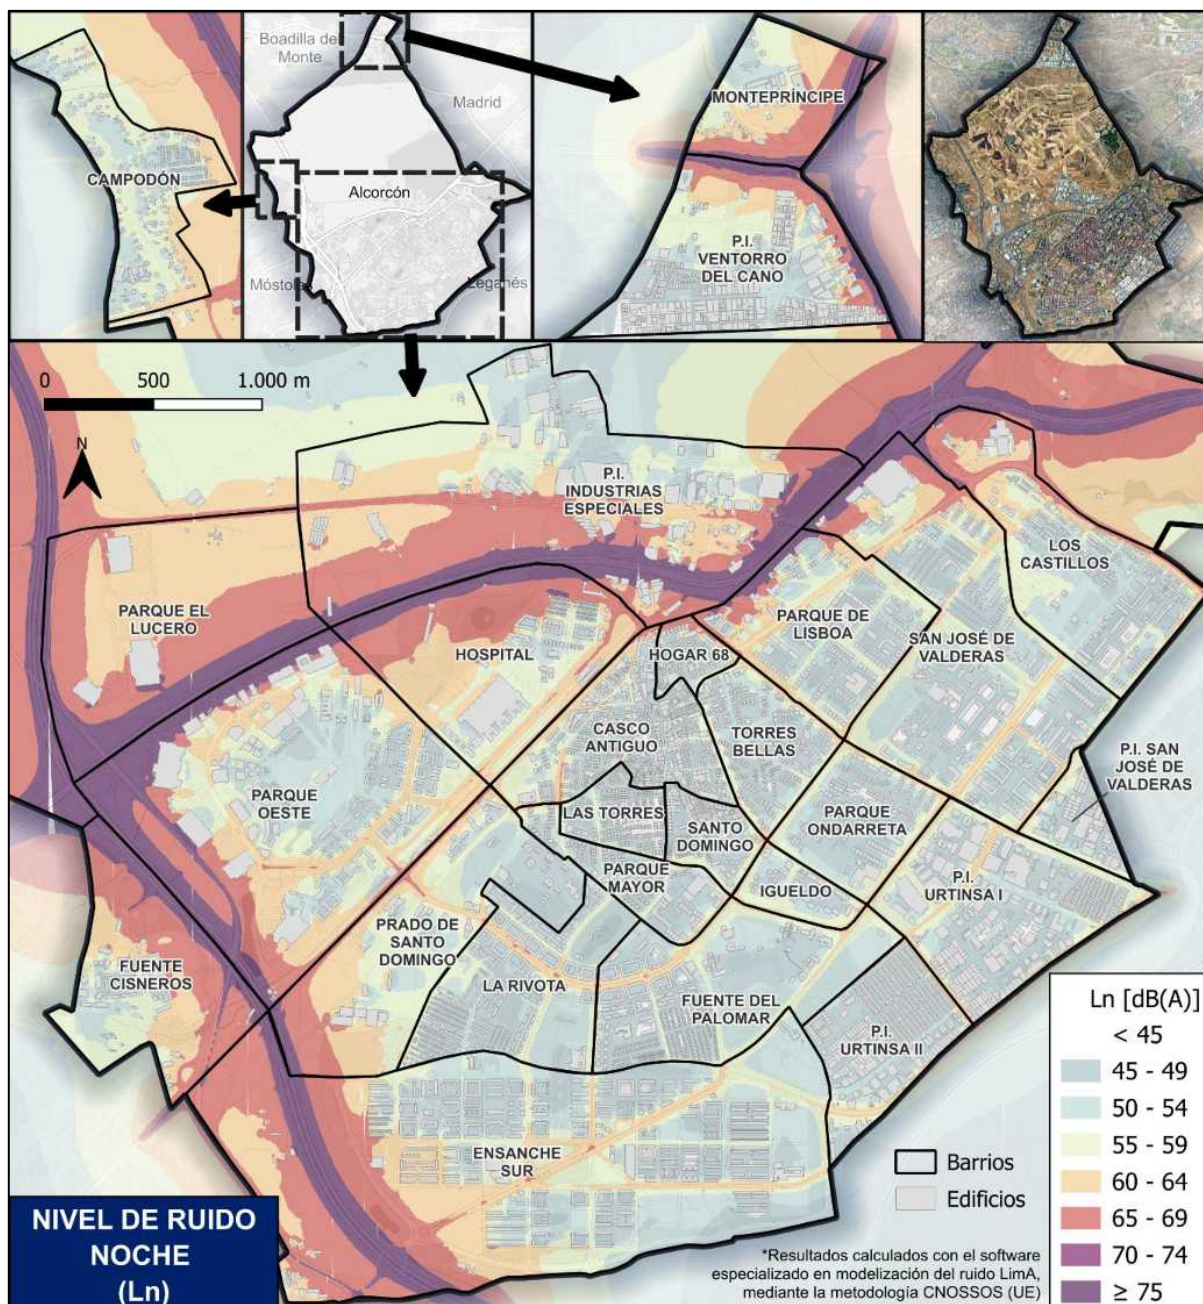 Boadilla del
Monte
Madrid
Alcorcón
Móstoles
Leganés
CAMPODÓN
MONTEPRÍNCIPE
P.I.
VENTORRO
DEL CANO
0 500 1.000 m
N
P.I.
INDUSTRIAS
ESPECIALES
LOS
CASTILLOS
PARQUE EL
LUCERO
PARQUE DE
LISBOA
HOSPITAL
HOGAR 68
SAN JOSÉ DE
VALDERAS
CASCO
ANTIGUO
TORRES
BELLAS
P.I. SAN
JOSÉ DE
VALDERAS
PARQUE
OESTE
LAS TORRES
SANTO
DOMINGO
PARQUE
ONDARRETA
PARQUE
MAYOR
IGUELDO
P.I.
URTINSA I
PRADO DE
SANTO
DOMINGO
FUENTE
CISNEROS
LA RIVOTA
FUENTE DEL
PALOMAR
P.I.
URTINSA II
ENSANCHE
SUR
Barrios
Edificios
Ln [dB(A)]
< 45
45 - 49
50 - 54
55 - 59
60 - 64
65 - 69
70 - 74
≥ 75
NIVEL DE RUIDO
NOCHE
(Ln)
*Resultados calculados con el software
especializado en modelización del ruido LimA,
mediante la metodología CNOSSOS (UE)